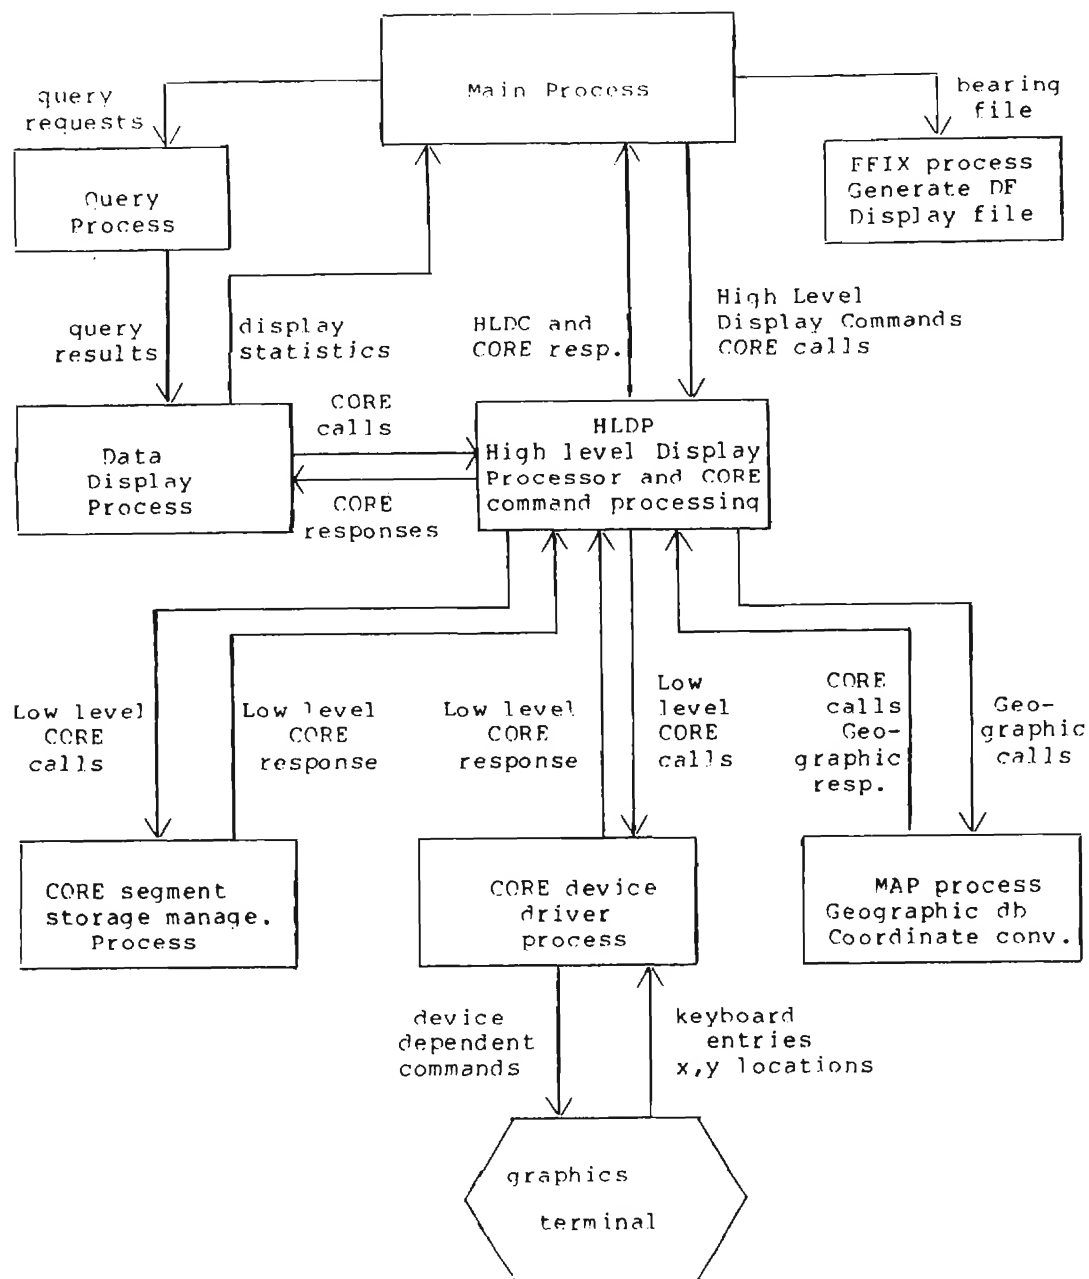 Main Process
query
requests
bearing
file
Query
Process
FFIX process
Generate DF
Display file
query
results
display
statistics
HLDC and
CORE resp.
High Level
Display Commands
CORE calls
CORE
calls
Data
Display
Process
CORE
responses
HLDP
High level Display
Processor and CORE
command processing
Low level
CORE
calls
Low level
CORE
response
Low level
CORE
response
Low
level
CORE
calls
CORE
calls
Geo-
graphic
resp.
Geo-
graphic
calls
CORE segment
storage manage.
Process
CORE device
driver
process
MAP process
Geographic db
Coordinate conv.
device
dependent
commands
keyboard
entries
x,y locations
graphics
terminal